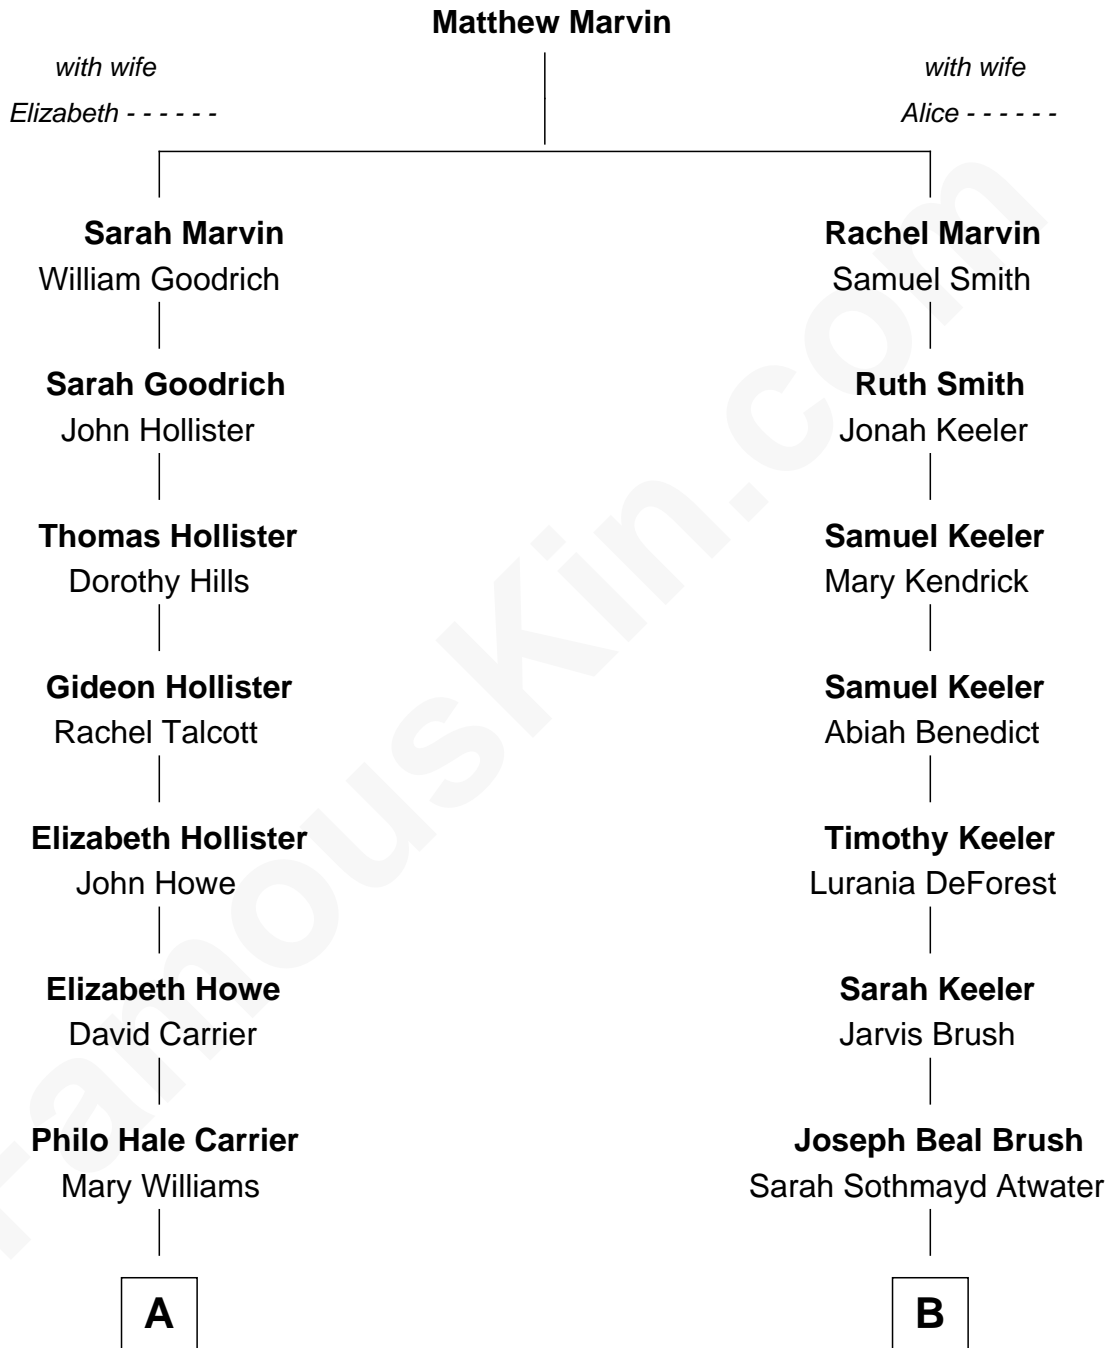 Matthew Marvin
with wife
Elizabeth - - - - - -
with wife
Alice - - - - - -
Sarah Marvin
William Goodrich
Rachel Marvin
Samuel Smith
Sarah Goodrich
John Hollister
Ruth Smith
Jonah Keeler
Thomas Hollister
Dorothy Hills
Samuel Keeler
Mary Kendrick
Gideon Hollister
Rachel Talcott
Samuel Keeler
Abiah Benedict
Elizabeth Hollister
John Howe
Timothy Keeler
Lurania DeForest
Elizabeth Howe
David Carrier
Sarah Keeler
Jarvis Brush
Philo Hale Carrier
Mary Williams
Joseph Beal Brush
Sarah Sothmayd Atwater
A
B
FamousKin.com